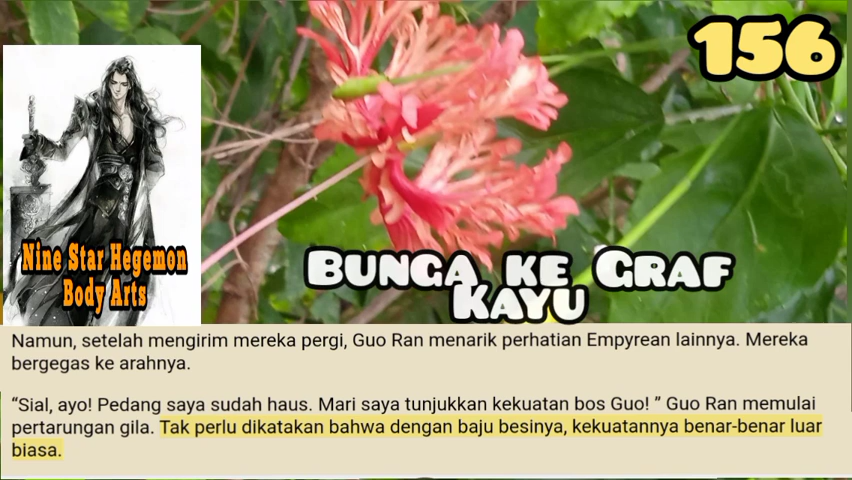 156
Nine Star Hegemon
Body Arts
Bunga ke Graf
Kayu
Namun, setelah mengirim mereka pergi, Guo Ran menarik perhatian Empyrean lainnya. Mereka
bergegas ke arahnya.
“Sial, ayo! Pedang saya sudah haus. Mari saya tunjukkan kekuatan bos Guo! ” Guo Ran memulai
pertarungan gila. Tak perlu dikatakan bahwa dengan baju besinya, kekuatannya benar-benar luar
biasa.